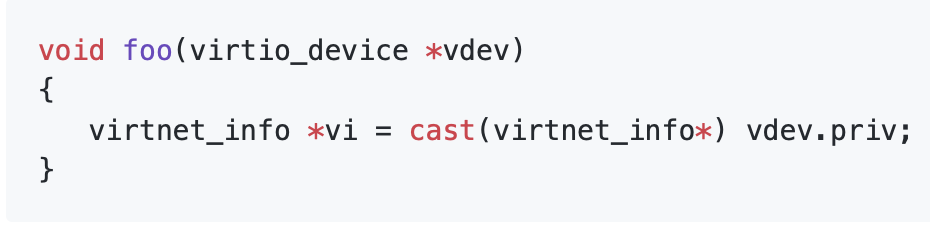 void foo(virtio_device *vdev)
{
   virtnet_info *vi = cast(virtnet_info*) vdev.priv;
}